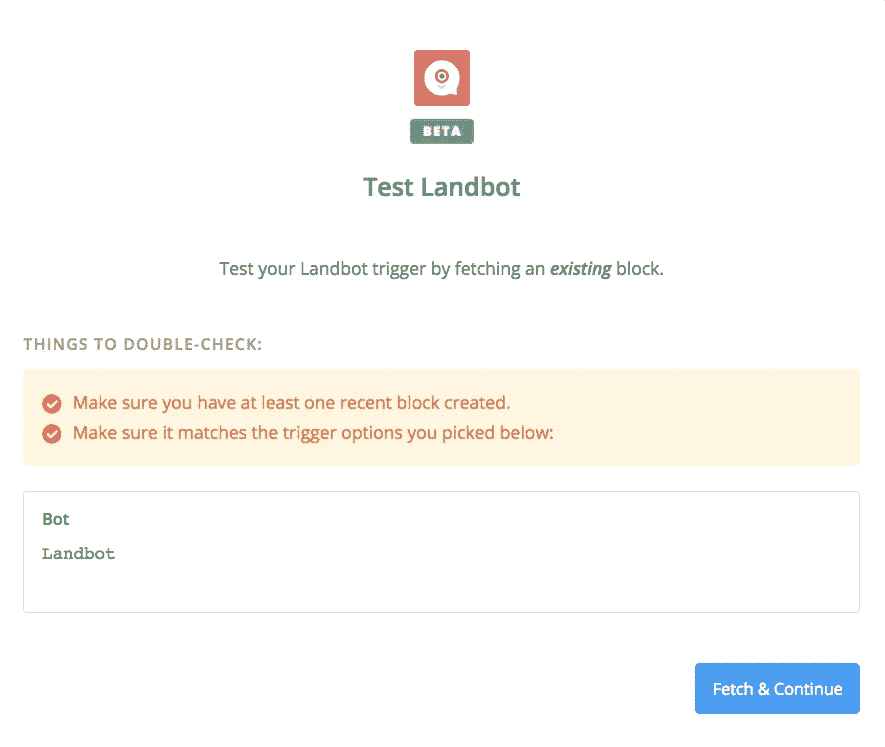 BETA
Test Landbot
Test your Landbot trigger by fetching an existing block.
THINGS TO DOUBLE-CHECK:
Make sure you have at least one recent block created.
Make sure it matches the trigger options you picked below:
Bot
Landbot
Fetch & Continue